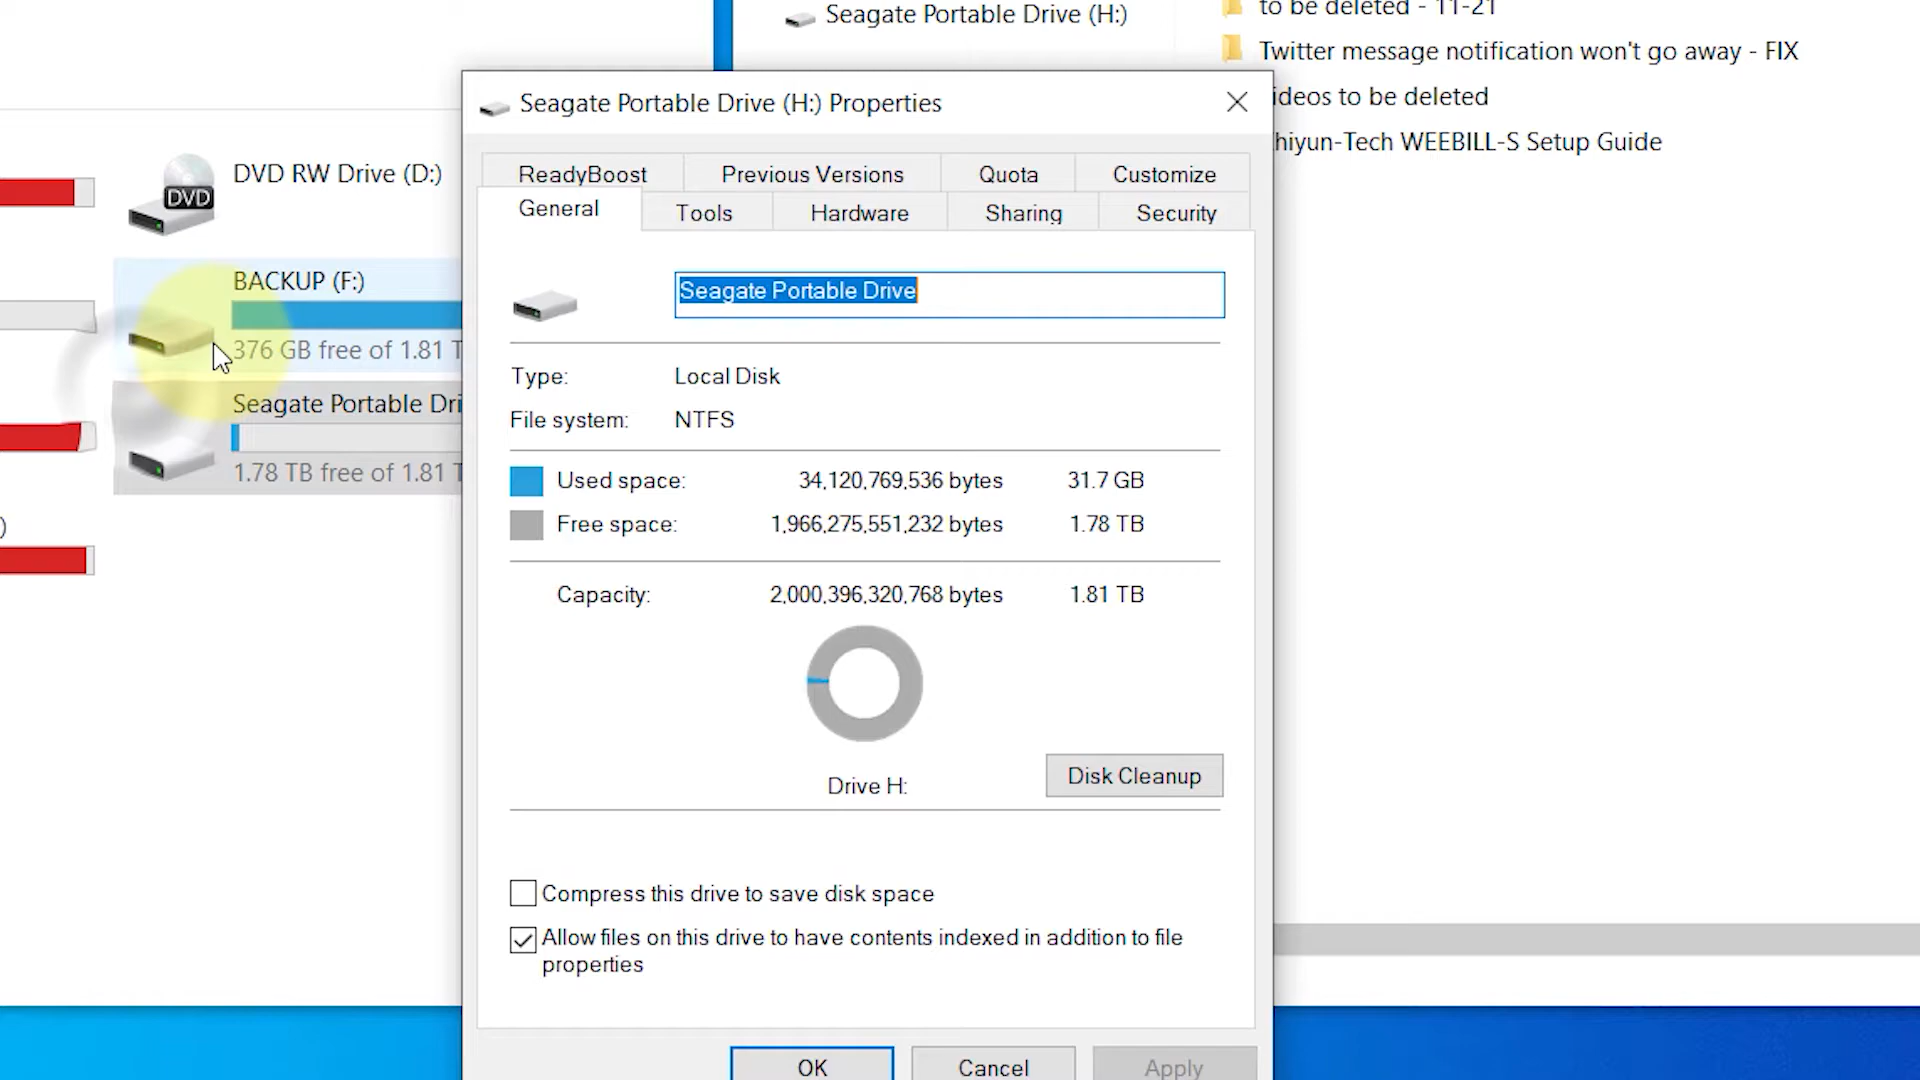 Seagate Portable Drive (H:)
to be deleted - 11-21
Twitter message notification won't go away - FIX
ideos to be deleted
hiyun-Tech WEEBILL-S Setup Guide
DVD RW Drive (D:)
DVD
BACKUP (F:)
376 GB free of 1.81 T
Seagate Portable Dri
1.78 TB free of 1.81 T
)
Seagate Portable Drive (H:) Properties
ReadyBoost
Previous Versions
Quota
Customize
General
Tools
Hardware
Sharing
Security
Seagate Portable Drive
Type: Local Disk
File system: NTFS
Used space: 34,120,769,536 bytes 31.7 GB
Free space: 1,966,275,551,232 bytes 1.78 TB
Capacity: 2,000,396,320,768 bytes 1.81 TB
Drive H:
Disk Cleanup
Compress this drive to save disk space
Allow files on this drive to have contents indexed in addition to file
properties
OK
Cancel
Apply